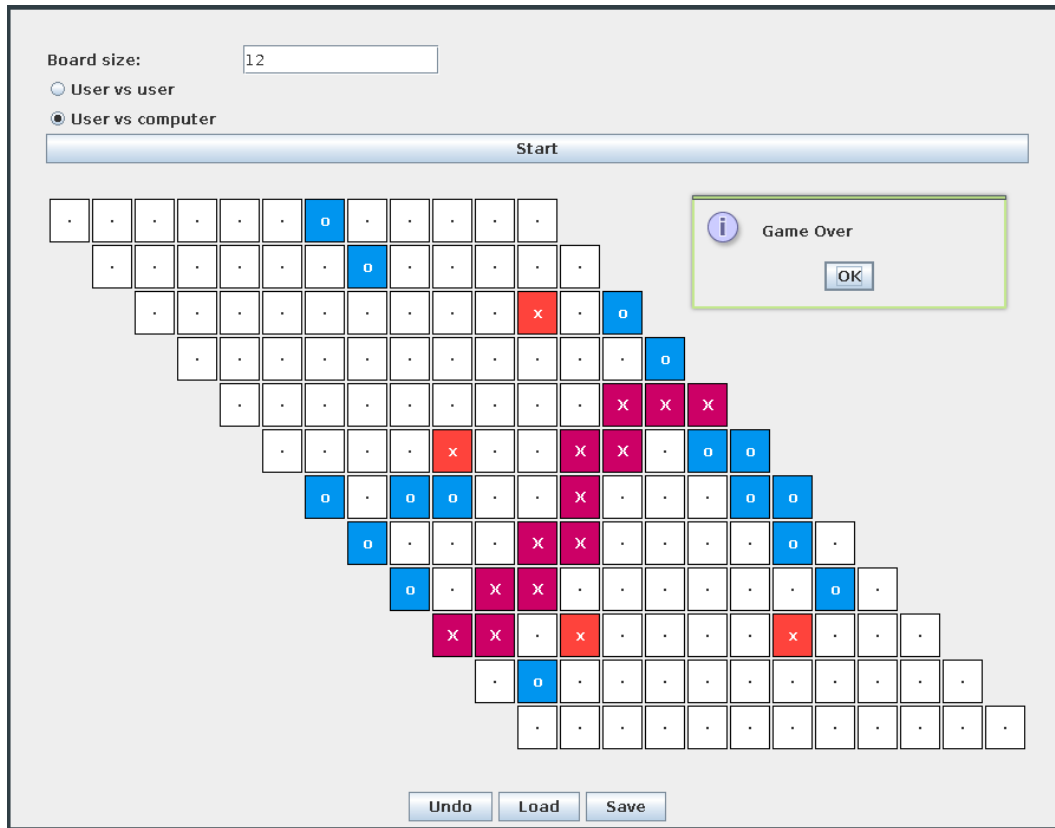 Board size: 12
User vs user
User vs computer
Start
· · · · · · o · · · · ·
· · · · · · o · · · · ·
· · · · · · · · · x · o
· · · · · · · · · · · o
· · · · · · · · · X X X
· · · · x · · X X · o o
o · o o · · X · · · o o
o · · · X X · · · · o ·
o · X X · · · · · · o ·
X X · x · · · · x · · ·
· o · · · · · · · · · ·
· · · · · · · · · · · ·
Game Over
OK
Undo Load Save